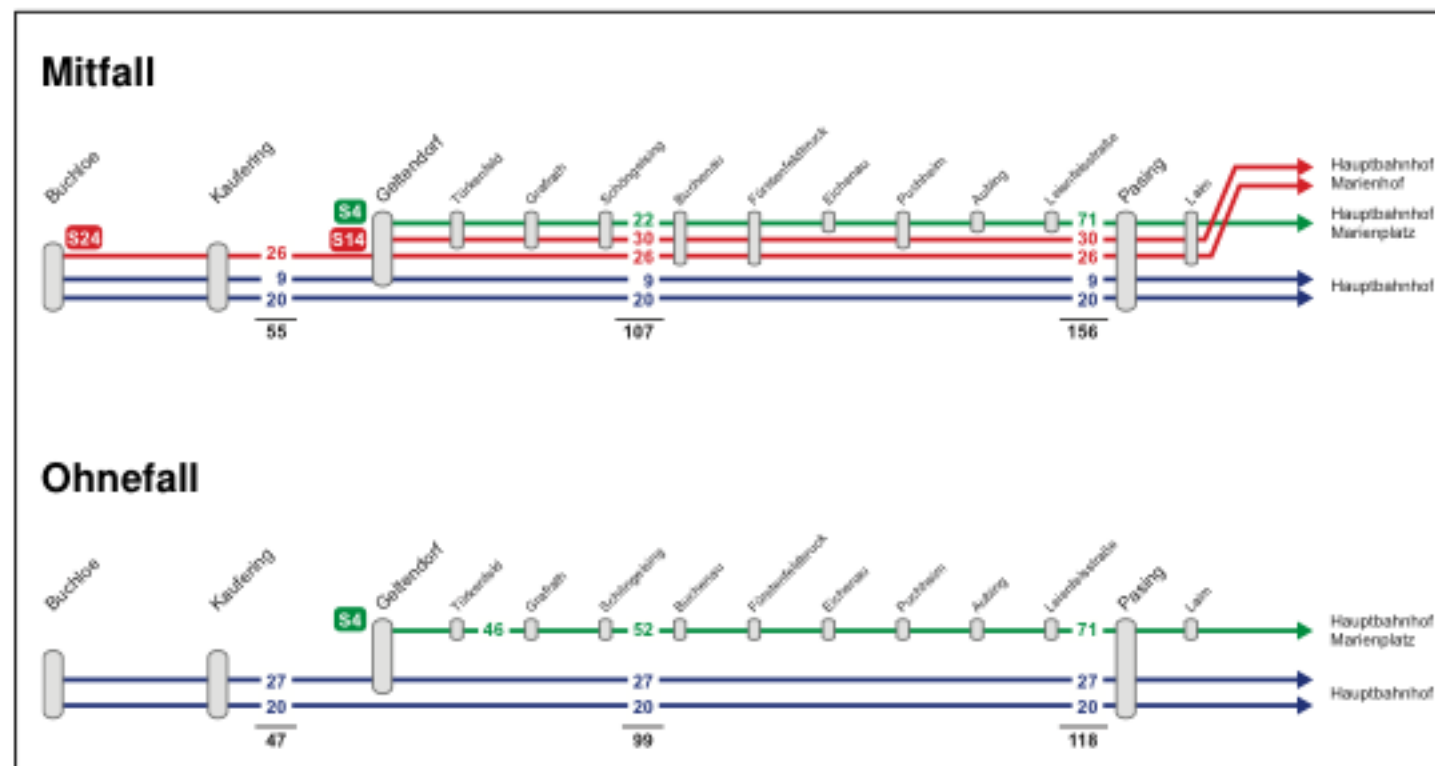 Mitfall
Buchloe
Kaufering
Geltendorf
Türkenfeld
Grafrath
Schöngeising
Buchenau
Fürstenfeldbruck
Eichenau
Puchheim
Aubing
Leienfelsstraße
Pasing
Laim
Hauptbahnhof
Marienhof
S4
22
71
Hauptbahnhof
Marienplatz
S24
S14
30
30
26
26
26
9
9
9
Hauptbahnhof
20
20
20
55
107
156
Ohnefall
Buchloe
Kaufering
Geltendorf
Türkenfeld
Grafrath
Schöngeising
Buchenau
Fürstenfeldbruck
Eichenau
Puchheim
Aubing
Leienfelsstraße
Pasing
Laim
S4
46
52
71
Hauptbahnhof
Marienplatz
27
27
27
Hauptbahnhof
20
20
20
47
99
118